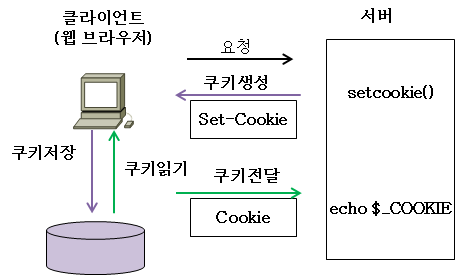 클라이언트
(웹 브라우저)
서버
요청
쿠키생성
Set-Cookie
setcookie()
쿠키저장
쿠키읽기
쿠키전달
Cookie
echo $_COOKIE